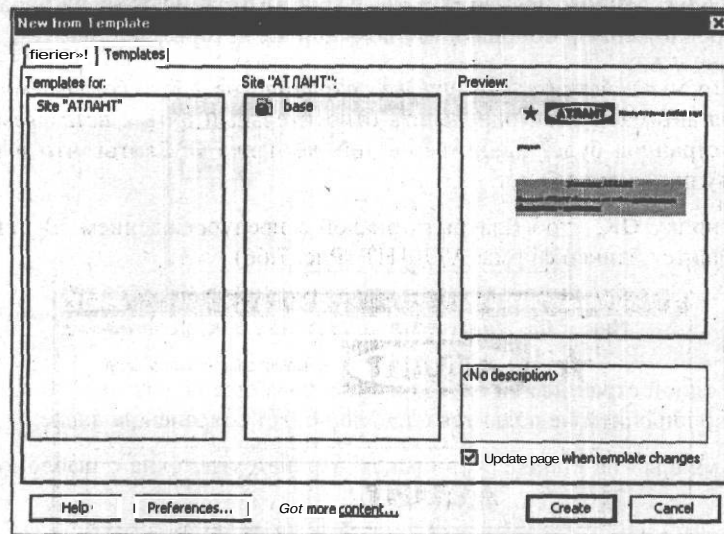 New from Template
fierier»! Templates
Templates for:
Site "АТЛАНТ"
Site "АТЛАНТ":
base
Preview:
АТЛАНТ
<No description>
Update page when template changes
Help
Preferences...
Got more content...
Create
Cancel